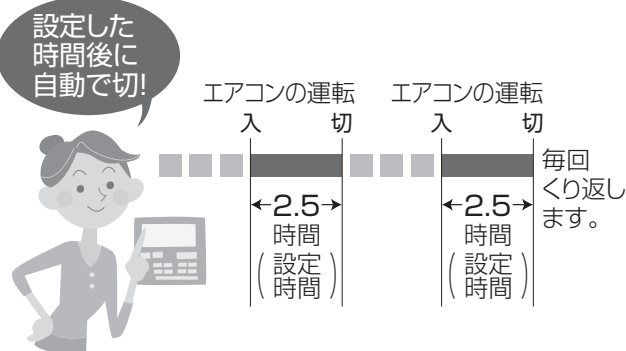 設定した
時間後に
自動で切!
エアコンの運転
入 切
←2.5→
時間
(設定
時間)
エアコンの運転
入 切
←2.5→
時間
(設定
時間)
毎回
くり返し
ます。